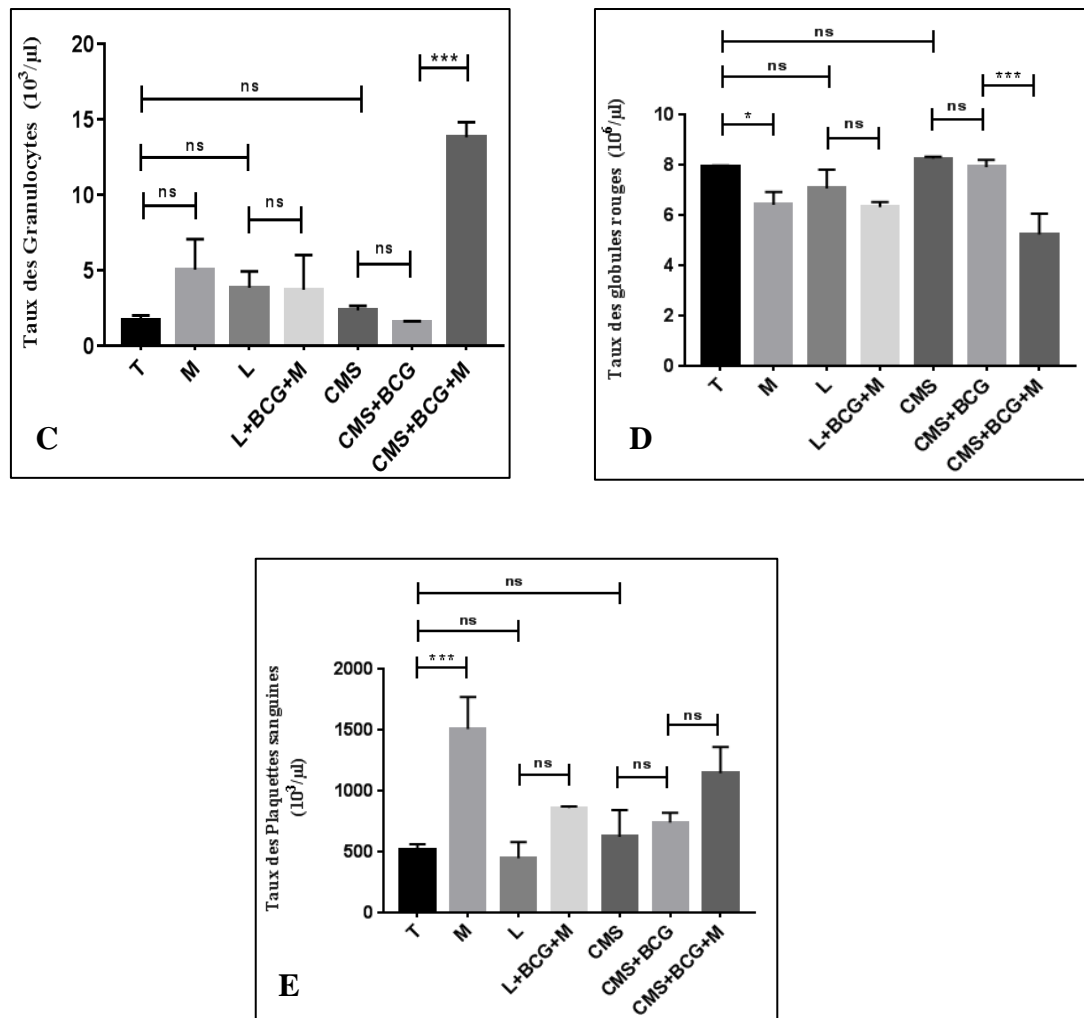 Taux des Granulocytes (10³/µl)
20
15
10
5
0
ns
ns
ns
ns
ns
***
T
M
L
L+BCG+M
CMS
CMS+BCG
CMS+BCG+M
C
Taux des globules rouges (10⁶/µl)
10
8
6
4
2
0
ns
ns
*
ns
ns
***
T
M
L
L+BCG+M
CMS
CMS+BCG
CMS+BCG+M
D
Taux des Plaquettes sanguines
(10³/µl)
2000
1500
1000
500
0
ns
ns
***
ns
ns
ns
T
M
L
L+BCG+M
CMS
CMS+BCG
CMS+BCG+M
E